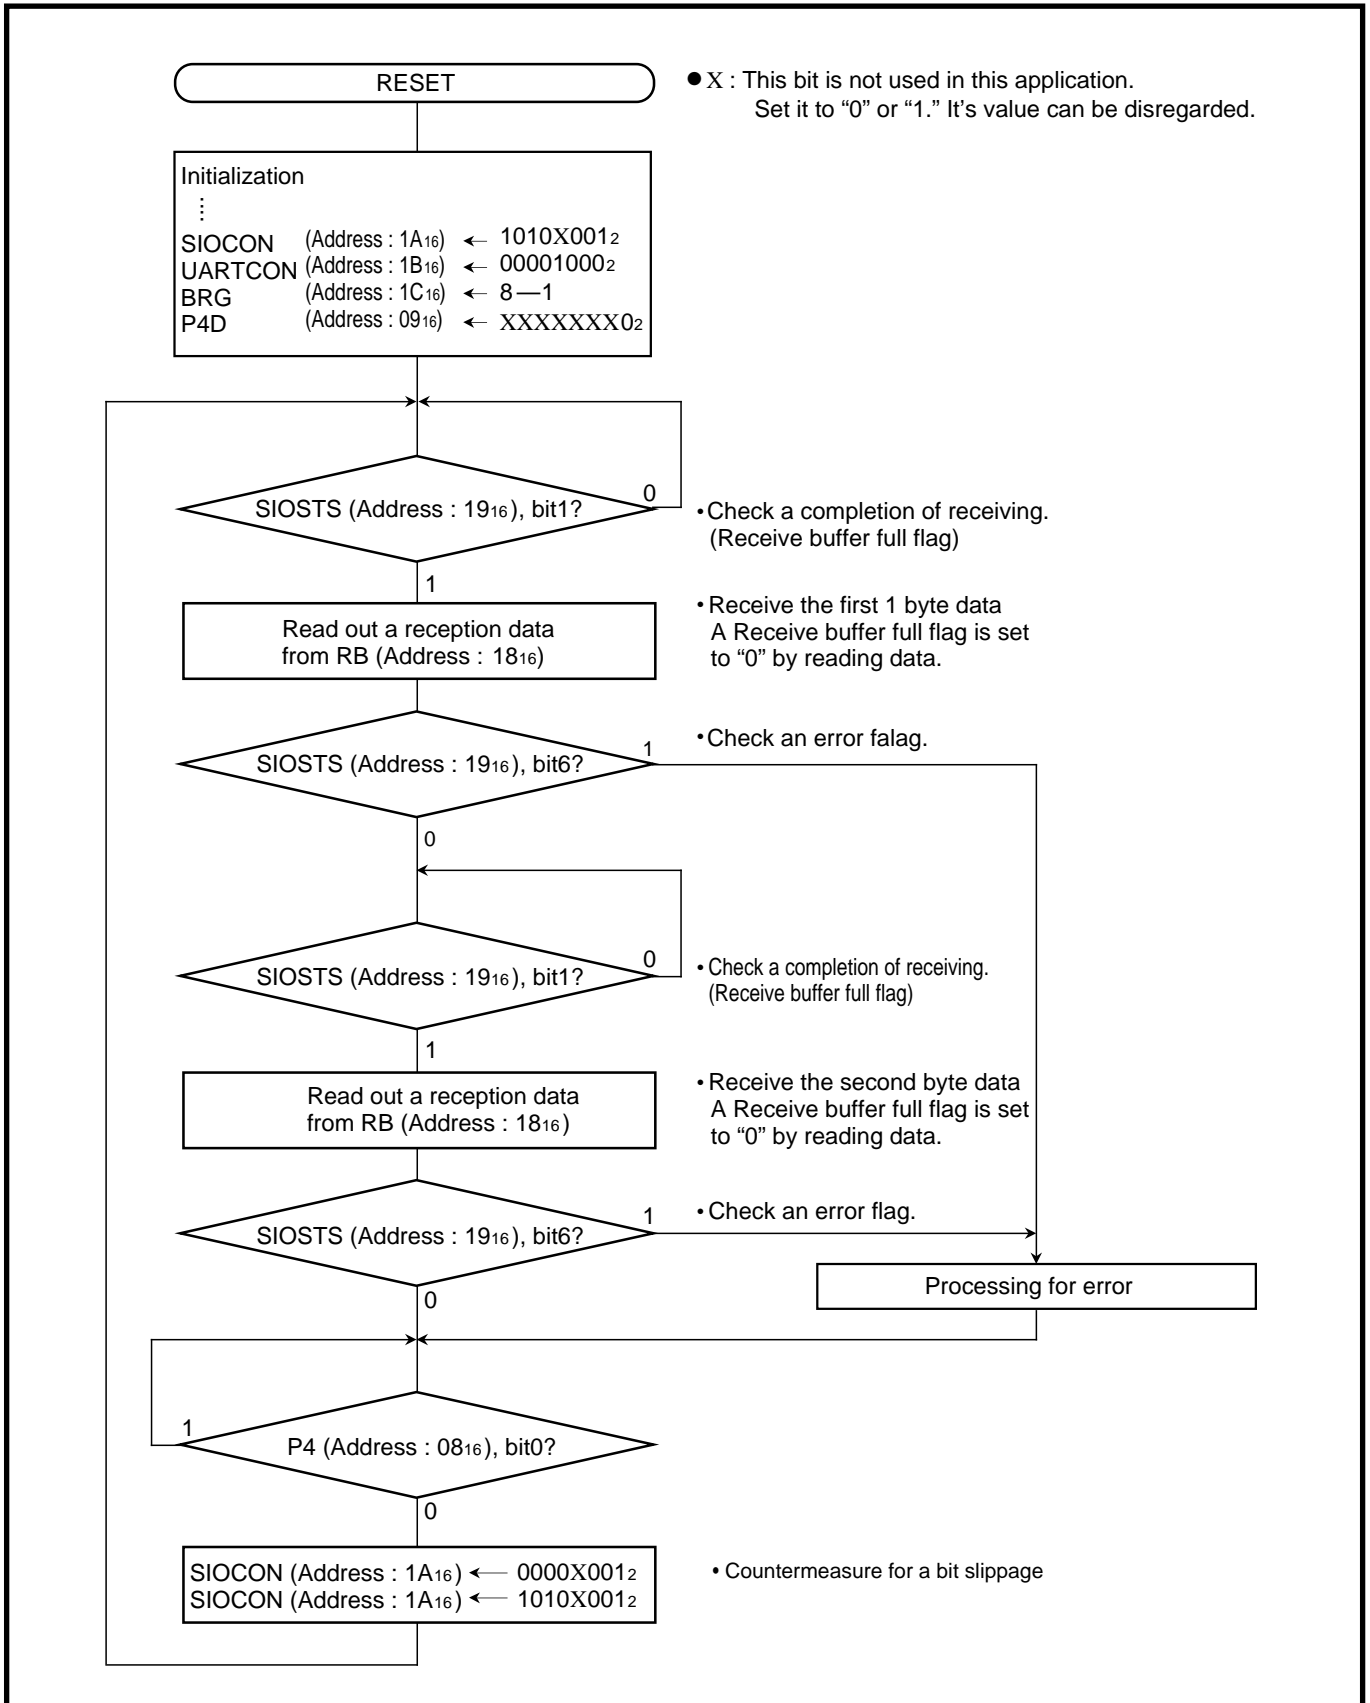 RESET
● X : This bit is not used in this application.
Set it to “0” or “1.” It’s value can be disregarded.
Initialization
SIOCON (Address : 1A16) ← 1010X0012
UARTCON (Address : 1B16) ← 000010002
BRG (Address : 1C16) ← 8—1
P4D (Address : 0916) ← XXXXXXX02
SIOSTS (Address : 1916), bit1?
0
• Check a completion of receiving.
(Receive buffer full flag)
1
Read out a reception data
from RB (Address : 1816)
• Receive the first 1 byte data
A Receive buffer full flag is set
to “0” by reading data.
SIOSTS (Address : 1916), bit6?
1
• Check an error falag.
0
SIOSTS (Address : 1916), bit1?
0
• Check a completion of receiving.
(Receive buffer full flag)
1
Read out a reception data
from RB (Address : 1816)
• Receive the second byte data
A Receive buffer full flag is set
to “0” by reading data.
SIOSTS (Address : 1916), bit6?
1
• Check an error flag.
Processing for error
0
1
P4 (Address : 0816), bit0?
0
SIOCON (Address : 1A16) ← 0000X0012
SIOCON (Address : 1A16) ← 1010X0012
• Countermeasure for a bit slippage